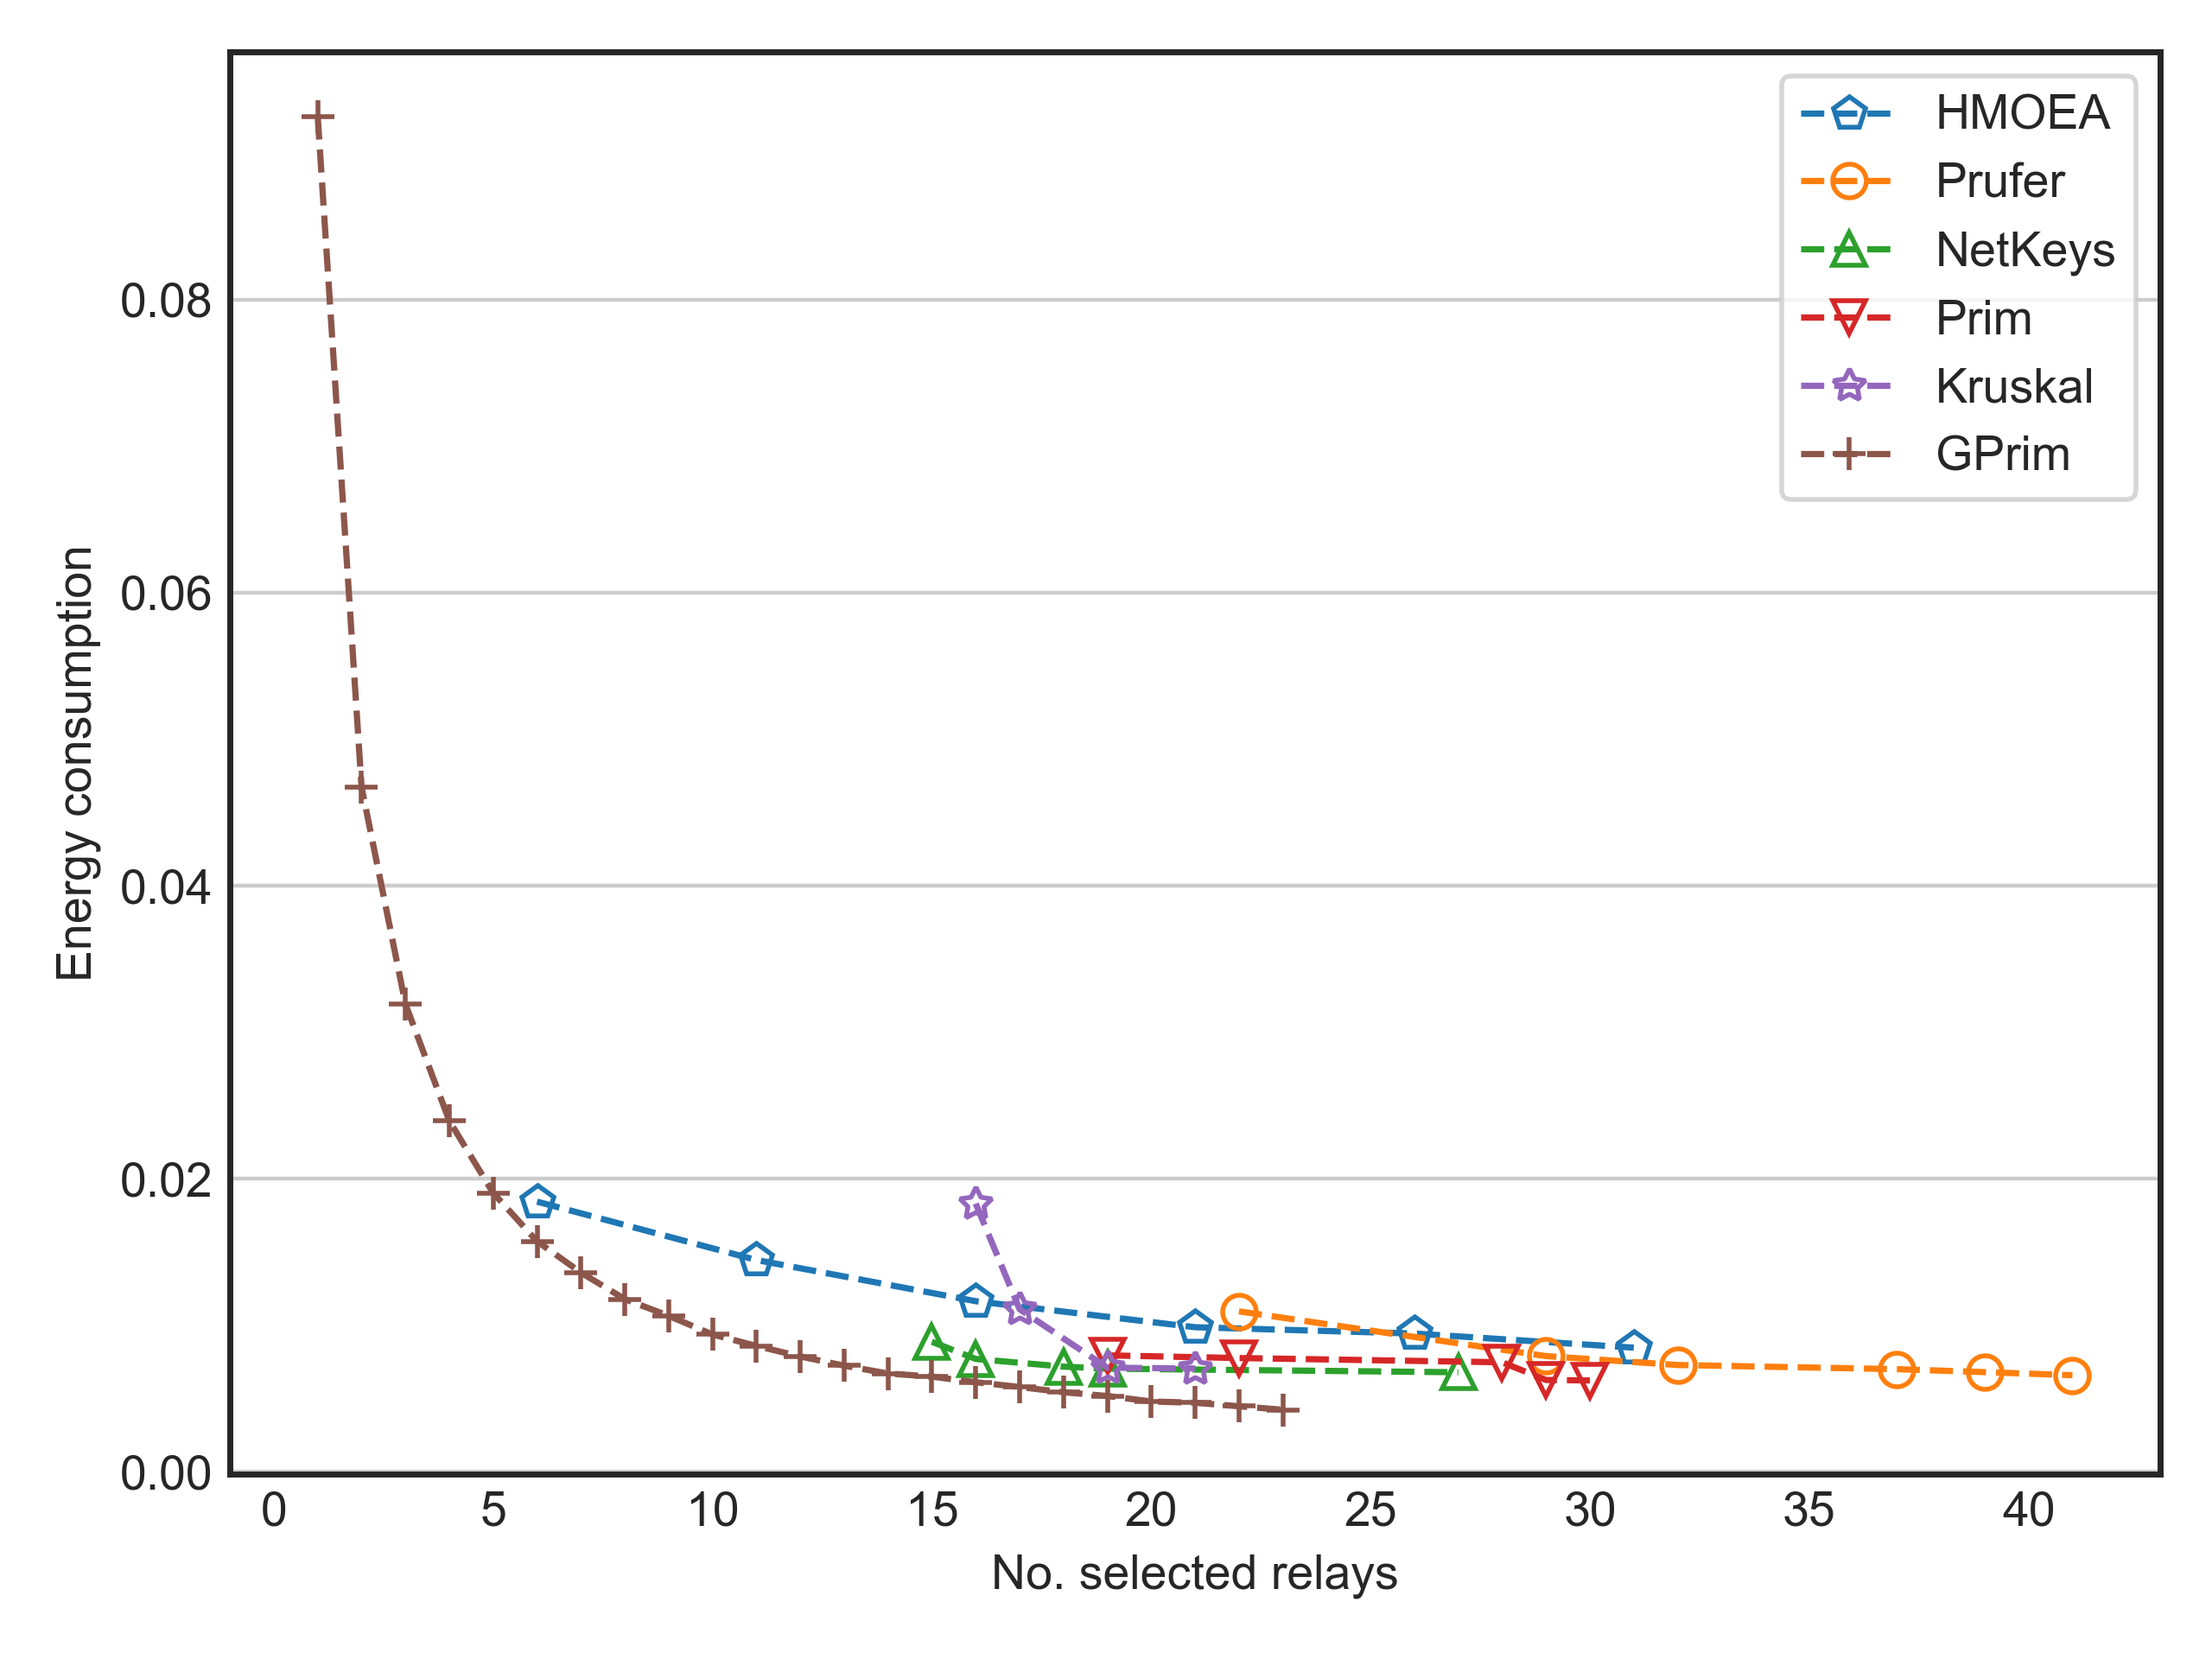 HMOEA
Prufer
NetKeys
Prim
Kruskal
GPrim
Energy consumption
0.08
0.06
0.04
0.02
0.00
0 5 10 15 20 25 30 35 40
No. selected relays